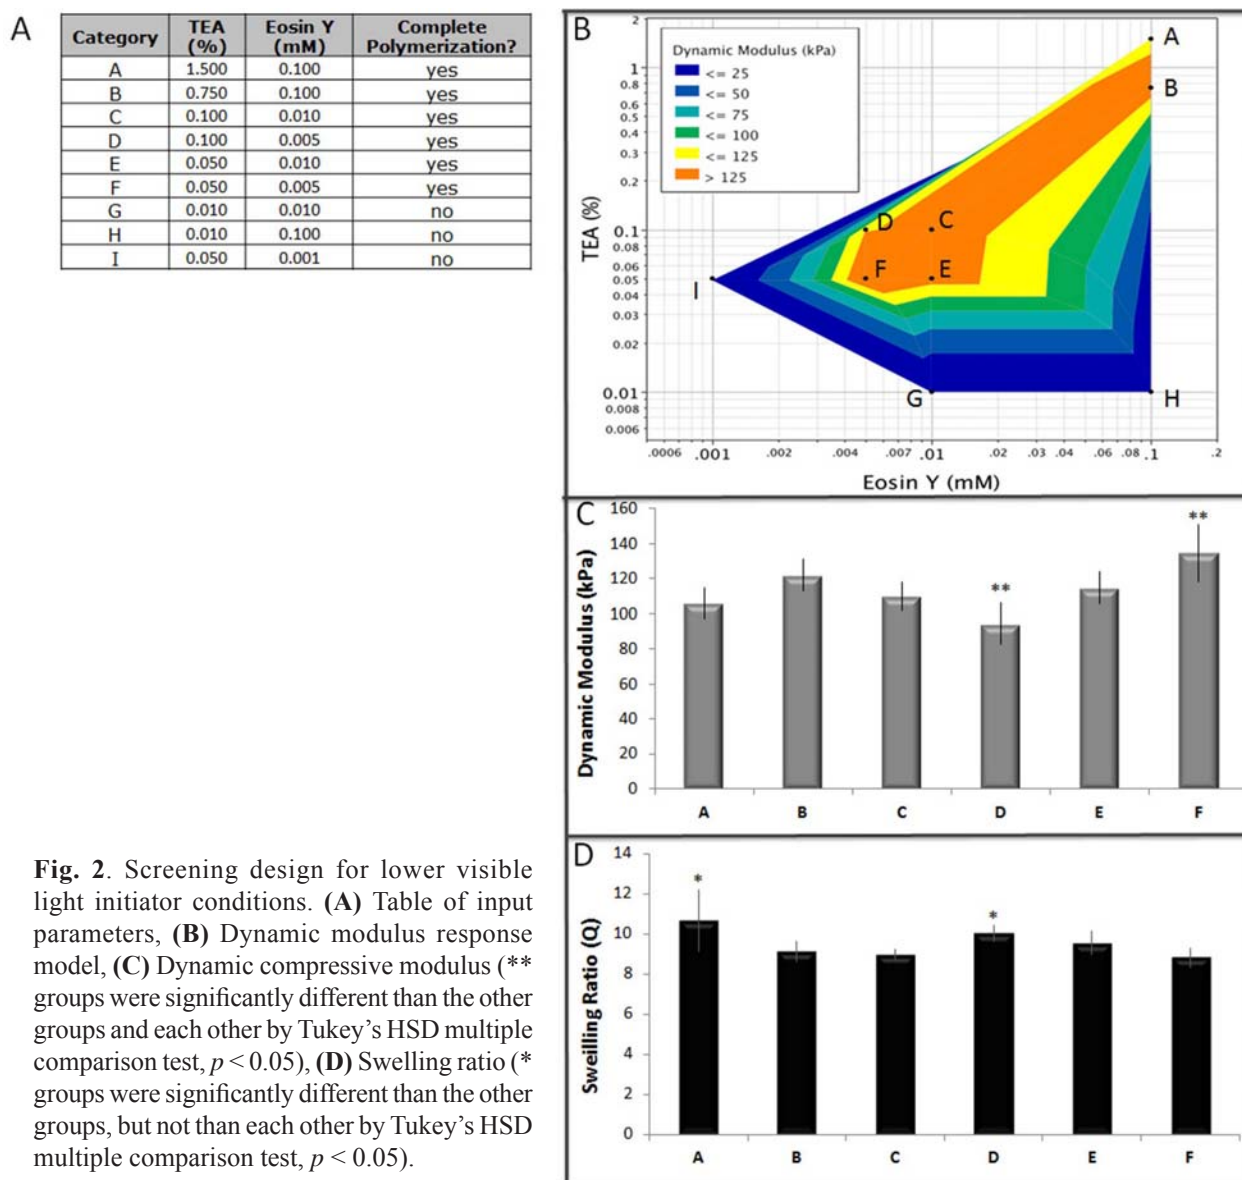 A
Category TEA (%) Eosin Y (mM) Complete Polymerization?
A 1.500 0.100 yes
B 0.750 0.100 yes
C 0.100 0.010 yes
D 0.100 0.005 yes
E 0.050 0.010 yes
F 0.050 0.005 yes
G 0.010 0.010 no
H 0.010 0.100 no
I 0.050 0.001 no
B
Dynamic Modulus (kPa)
<= 25
<= 50
<= 75
<= 100
<= 125
> 125
TEA (%)
2
1
0.8
0.6
0.5
0.4
0.3
0.2
0.1
0.08
0.06
0.05
0.04
0.03
0.02
0.01
0.008
0.006
A
B
D
C
F
E
I
G
H
.0006 .001 .002 .004 .007 .01 .02 .03 .04 .06 .08 .1 .2
Eosin Y (mM)
C
Dynamic Modulus (kPa)
160
140
120
100
80
60
40
20
0
**
**
A B C D E F
D
Sweilling Ratio (Q)
14
12
10
8
6
4
2
0
*
*
A B C D E F
Fig. 2. Screening design for lower visible
light initiator conditions. (A) Table of input
parameters, (B) Dynamic modulus response
model, (C) Dynamic compressive modulus (**
groups were significantly different than the other
groups and each other by Tukey's HSD multiple
comparison test, p < 0.05), (D) Swelling ratio (*
groups were significantly different than the other
groups, but not than each other by Tukey's HSD
multiple comparison test, p < 0.05).